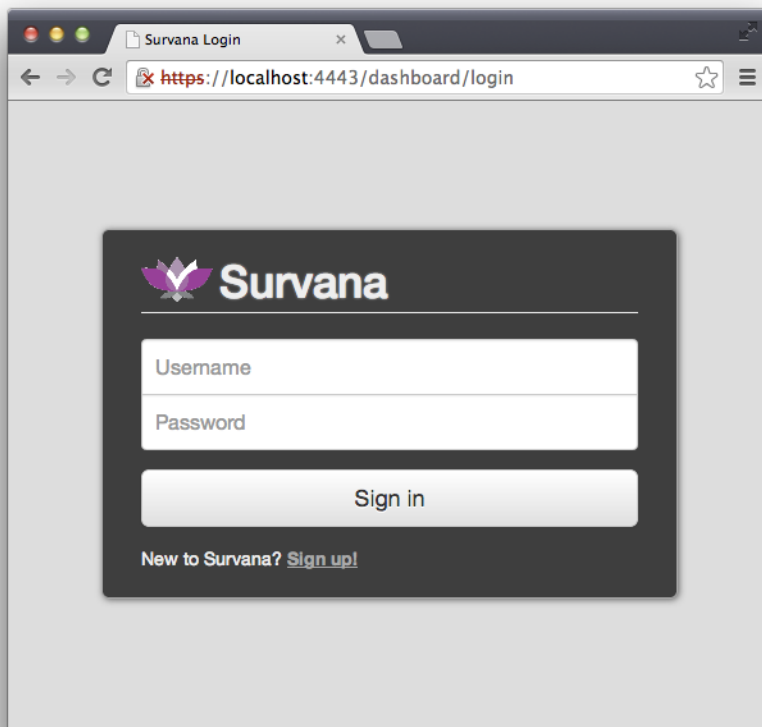 Survana Login
https://localhost:4443/dashboard/login
Survana
Username
Password
Sign in
New to Survana? Sign up!